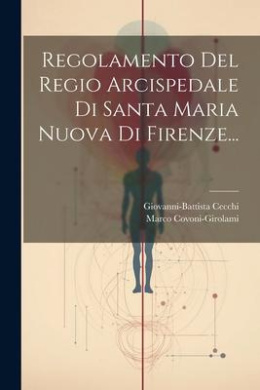 Regolamento Del
Regio Arcispedale
Di Santa Maria
Nuova Di Firenze...
Giovanni-Battista Cecchi
Marco Covoni-Girolami